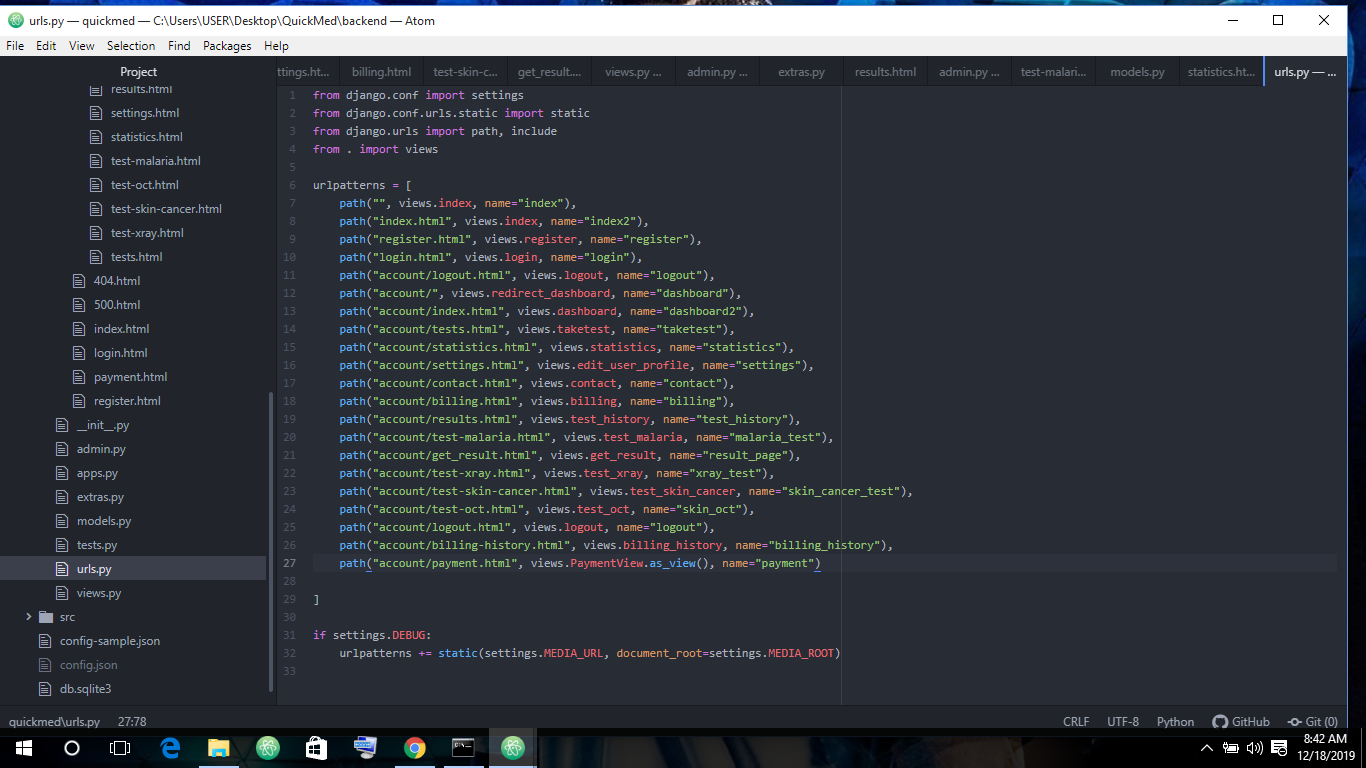 urls.py — quickmed — C:\Users\USER\Desktop\QuickMed\backend — Atom
File Edit View Selection Find Packages Help
Project
results.html
settings.html
statistics.html
test-malaria.html
test-oct.html
test-skin-cancer.html
test-xray.html
tests.html
404.html
500.html
index.html
login.html
payment.html
register.html
__init__.py
admin.py
apps.py
extras.py
models.py
tests.py
urls.py
views.py
src
config-sample.json
config.json
db.sqlite3
ttings.ht... billing.html test-skin-c... get_result.... views.py ... admin.py ... extras.py results.html admin.py ... test-malari... models.py statistics.ht... urls.py — ...
1 from django.conf import settings
2 from django.conf.urls.static import static
3 from django.urls import path, include
4 from . import views
5
6 urlpatterns = [
7 path("", views.index, name="index"),
8 path("index.html", views.index, name="index2"),
9 path("register.html", views.register, name="register"),
10 path("login.html", views.login, name="login"),
11 path("account/logout.html", views.logout, name="logout"),
12 path("account/", views.redirect_dashboard, name="dashboard"),
13 path("account/index.html", views.dashboard, name="dashboard2"),
14 path("account/tests.html", views.taketest, name="taketest"),
15 path("account/statistics.html", views.statistics, name="statistics"),
16 path("account/settings.html", views.edit_user_profile, name="settings"),
17 path("account/contact.html", views.contact, name="contact"),
18 path("account/billing.html", views.billing, name="billing"),
19 path("account/results.html", views.test_history, name="test_history"),
20 path("account/test-malaria.html", views.test_malaria, name="malaria_test"),
21 path("account/get_result.html", views.get_result, name="result_page"),
22 path("account/test-xray.html", views.test_xray, name="xray_test"),
23 path("account/test-skin-cancer.html", views.test_skin_cancer, name="skin_cancer_test"),
24 path("account/test-oct.html", views.test_oct, name="skin_oct"),
25 path("account/logout.html", views.logout, name="logout"),
26 path("account/billing-history.html", views.billing_history, name="billing_history"),
27 path("account/payment.html", views.PaymentView.as_view(), name="payment")
28
29 ]
30
31 if settings.DEBUG:
32 urlpatterns += static(settings.MEDIA_URL, document_root=settings.MEDIA_ROOT)
33
quickmed\urls.py 27:78 CRLF UTF-8 Python GitHub Git (0)
8:42 AM
12/18/2019